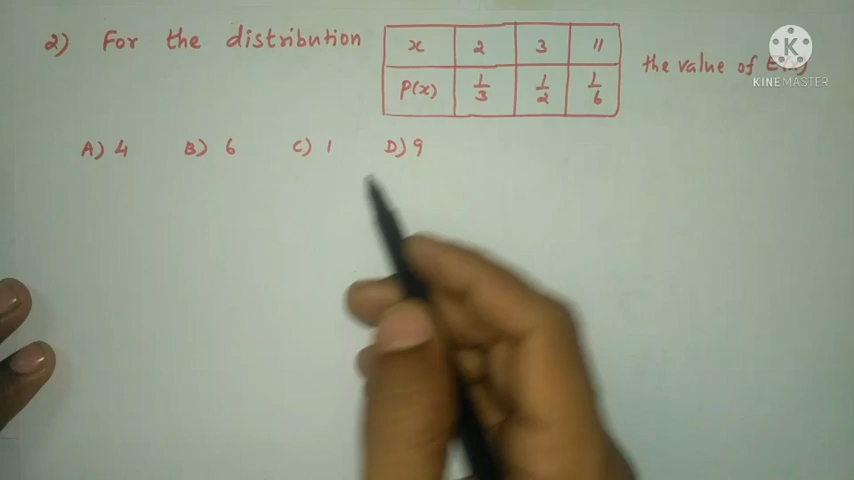 2) For the distribution
x 2 3 11
P(x) 1/3 1/2 1/6
the value of
K
KINEMASTER
A) 4 B) 6 C) 1 D) 9